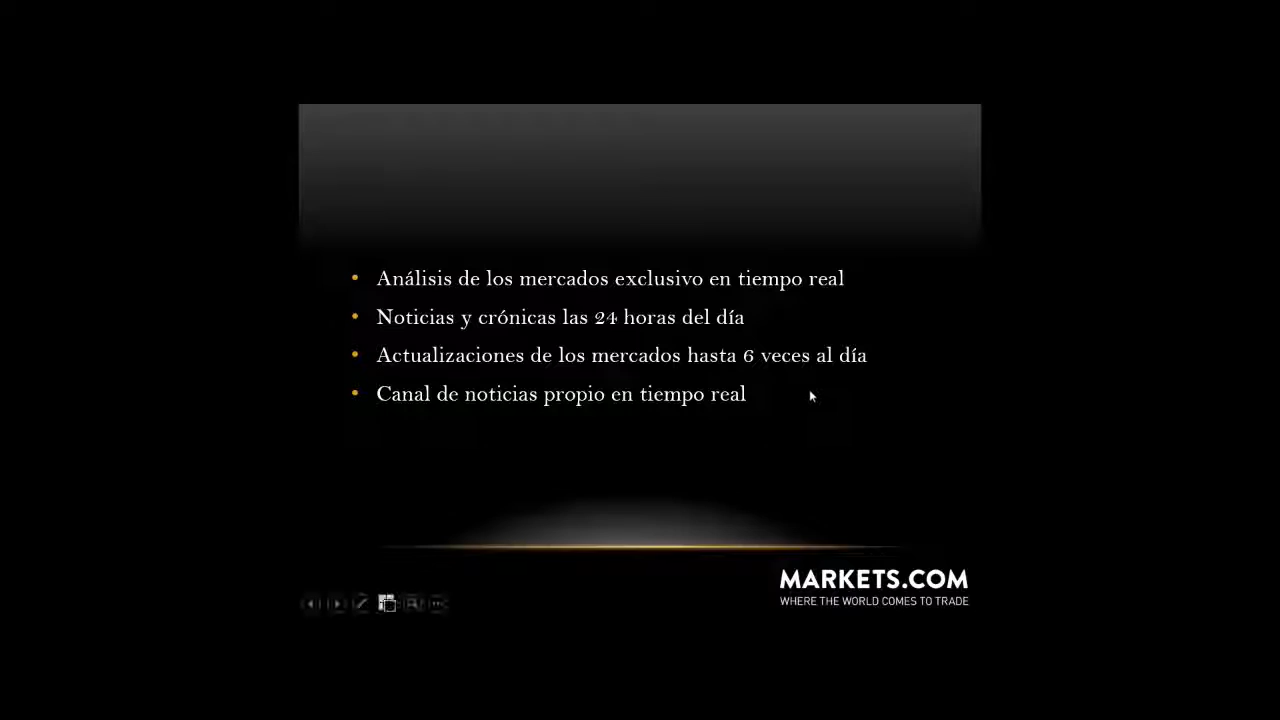 Análisis de los mercados exclusivo en tiempo real
Noticias y crónicas las 24 horas del día
Actualizaciones de los mercados hasta 6 veces al día
Canal de noticias propio en tiempo real
MARKETS.COM
WHERE THE WORLD COMES TO TRADE